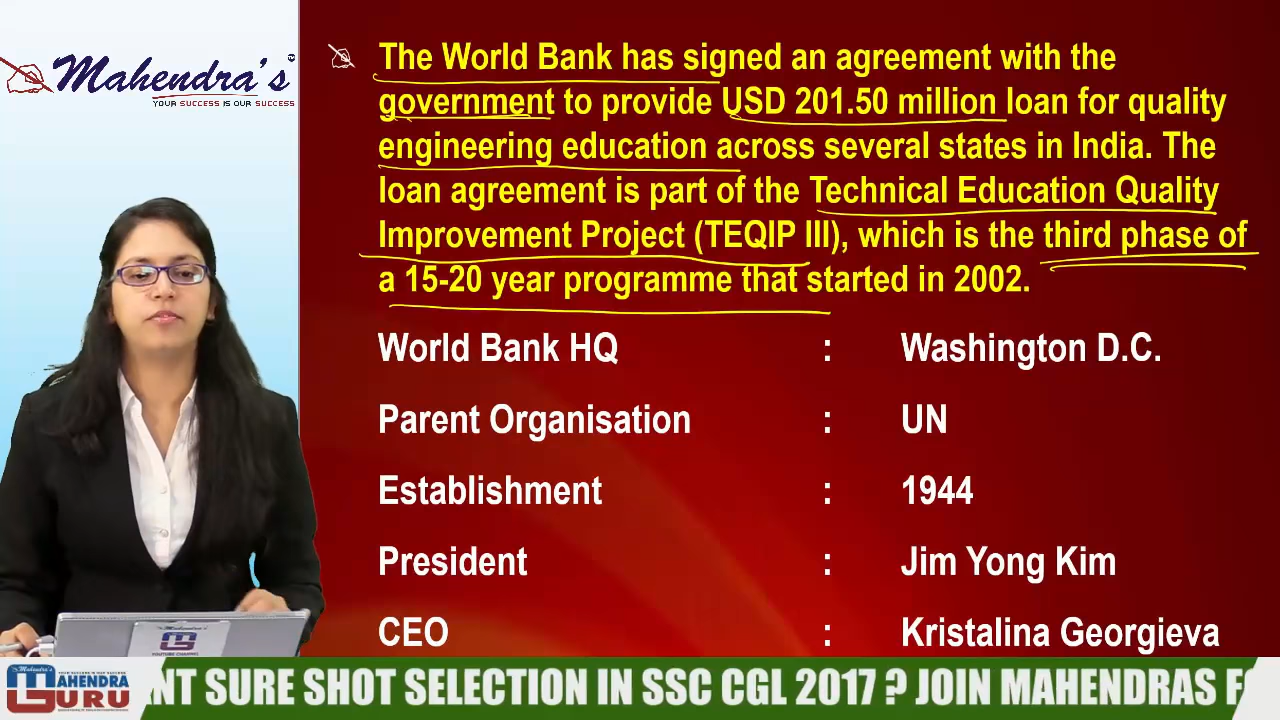 Mahendra's
YOUR SUCCESS IS OUR SUCCESS
The World Bank has signed an agreement with the
government to provide USD 201.50 million loan for quality
engineering education across several states in India. The
loan agreement is part of the Technical Education Quality
Improvement Project (TEQIP III), which is the third phase of
a 15-20 year programme that started in 2002.
World Bank HQ : Washington D.C.
Parent Organisation : UN
Establishment : 1944
President : Jim Yong Kim
CEO : Kristalina Georgieva
YOUTUBE CHANNEL
Mahendra's
MAHENDRA
GURU
NT SURE SHOT SELECTION IN SSC CGL 2017 ? JOIN MAHENDRAS F